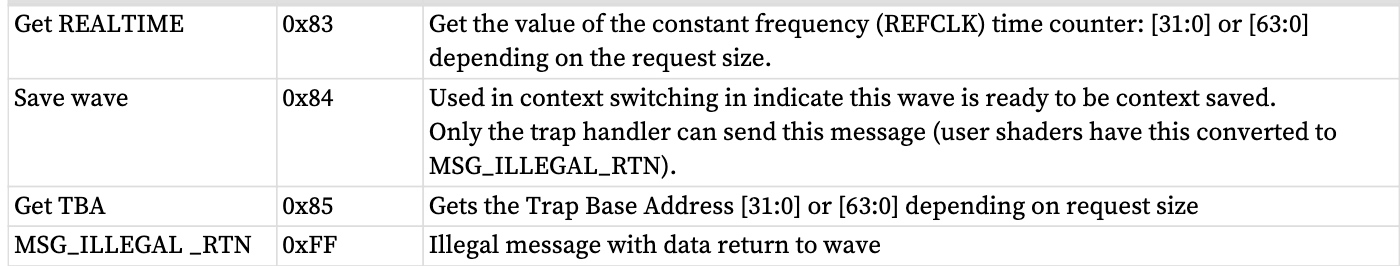 Get REALTIME 0x83 Get the value of the constant frequency (REFCLK) time counter: [31:0] or [63:0]
depending on the request size.
Save wave 0x84 Used in context switching in indicate this wave is ready to be context saved.
Only the trap handler can send this message (user shaders have this converted to
MSG_ILLEGAL_RTN).
Get TBA 0x85 Gets the Trap Base Address [31:0] or [63:0] depending on request size
MSG_ILLEGAL _RTN 0xFF Illegal message with data return to wave